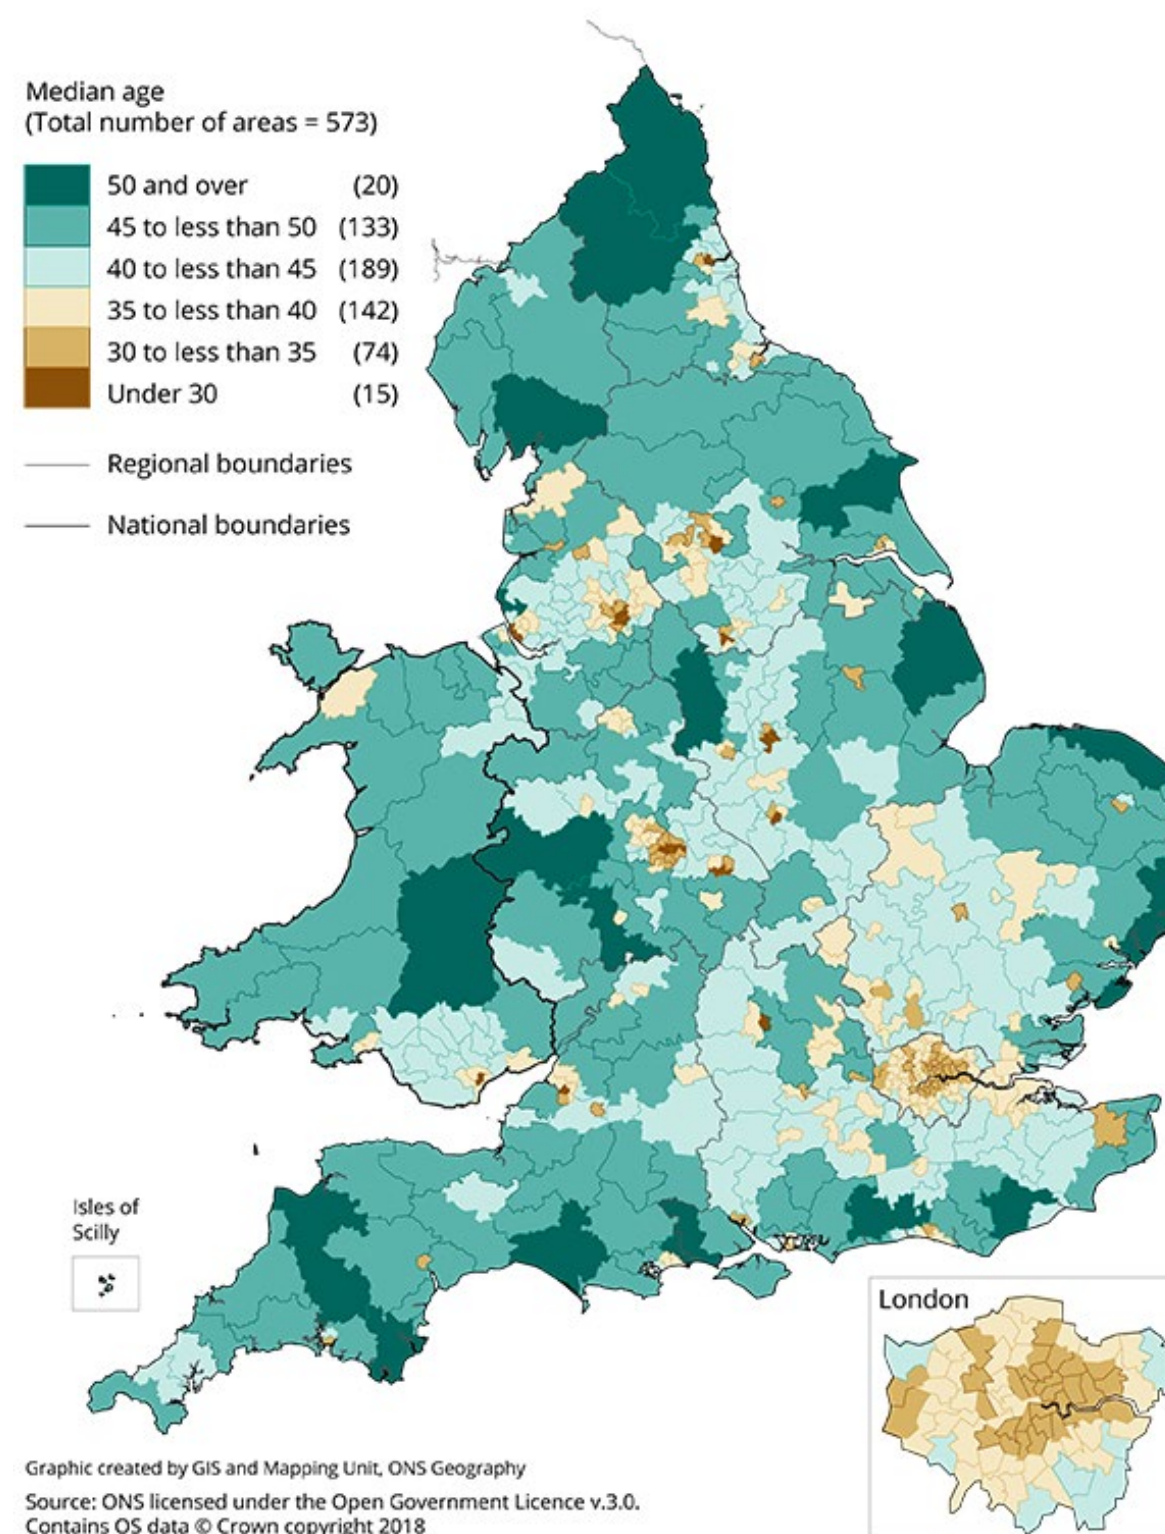 Median age
(Total number of areas = 573)
50 and over (20)
45 to less than 50 (133)
40 to less than 45 (189)
35 to less than 40 (142)
30 to less than 35 (74)
Under 30 (15)
Regional boundaries
National boundaries
Isles of
Scilly
London
Graphic created by GIS and Mapping Unit, ONS Geography
Source: ONS licensed under the Open Government Licence v.3.0.
Contains OS data © Crown copyright 2018